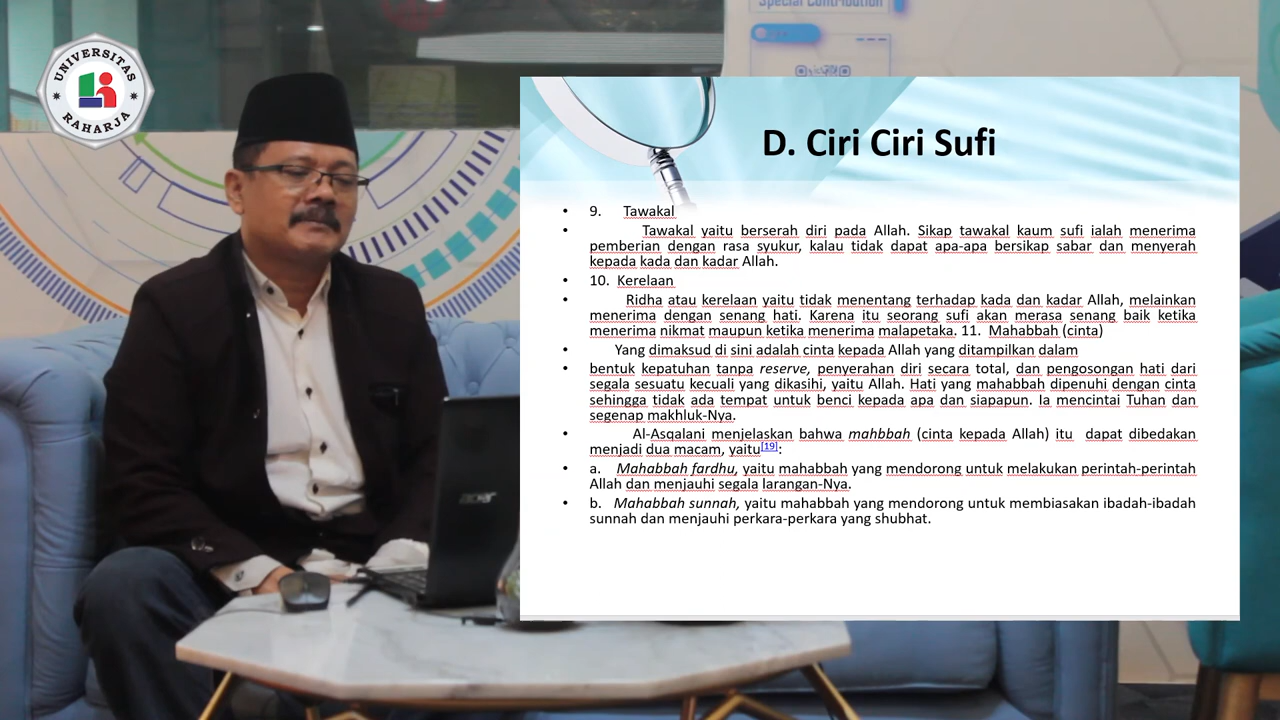 Special Contribution
UNIVERSITAS
RAHARJA
D. Ciri Ciri Sufi
• 9. Tawakal
• Tawakal yaitu berserah diri pada Allah. Sikap tawakal kaum sufi ialah menerima
pemberian dengan rasa syukur, kalau tidak dapat apa-apa bersikap sabar dan menyerah
kepada kada dan kadar Allah.
• 10. Kerelaan
• Ridha atau kerelaan yaitu tidak menentang terhadap kada dan kadar Allah, melainkan
menerima dengan senang hati. Karena itu seorang sufi akan merasa senang baik ketika
menerima nikmat maupun ketika menerima malapetaka. 11. Mahabbah (cinta)
• Yang dimaksud di sini adalah cinta kepada Allah yang ditampilkan dalam
• bentuk kepatuhan tanpa reserve, penyerahan diri secara total, dan pengosongan hati dari
segala sesuatu kecuali yang dikasihi, yaitu Allah. Hati yang mahabbah dipenuhi dengan cinta
sehingga tidak ada tempat untuk benci kepada apa dan siapapun. Ia mencintai Tuhan dan
segenap makhluk-Nya.
• Al-Asqalani menjelaskan bahwa mahbbah (cinta kepada Allah) itu dapat dibedakan
menjadi dua macam, yaitu[19]:
• a. Mahabbah fardhu, yaitu mahabbah yang mendorong untuk melakukan perintah-perintah
Allah dan menjauhi segala larangan-Nya.
• b. Mahabbah sunnah, yaitu mahabbah yang mendorong untuk membiasakan ibadah-ibadah
sunnah dan menjauhi perkara-perkara yang shubhat.
acer